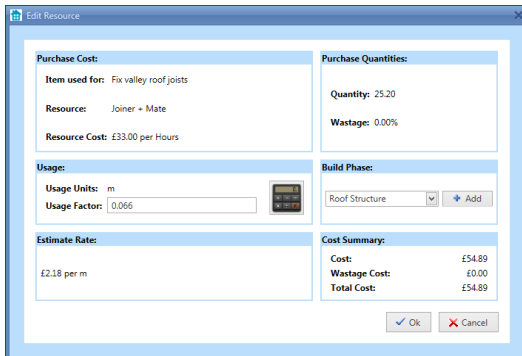 Edit Resource
Purchase Cost:
Item used for: Fix valley roof joists
Resource: Joiner + Mate
Resource Cost: £33.00 per Hours
Purchase Quantities:
Quantity: 25.20
Wastage: 0.00%
Usage:
Usage Units: m
Usage Factor: 0.066
Build Phase:
Roof Structure
Add
Estimate Rate:
£2.18 per m
Cost Summary:
Cost: £54.89
Wastage Cost: £0.00
Total Cost: £54.89
Ok
Cancel